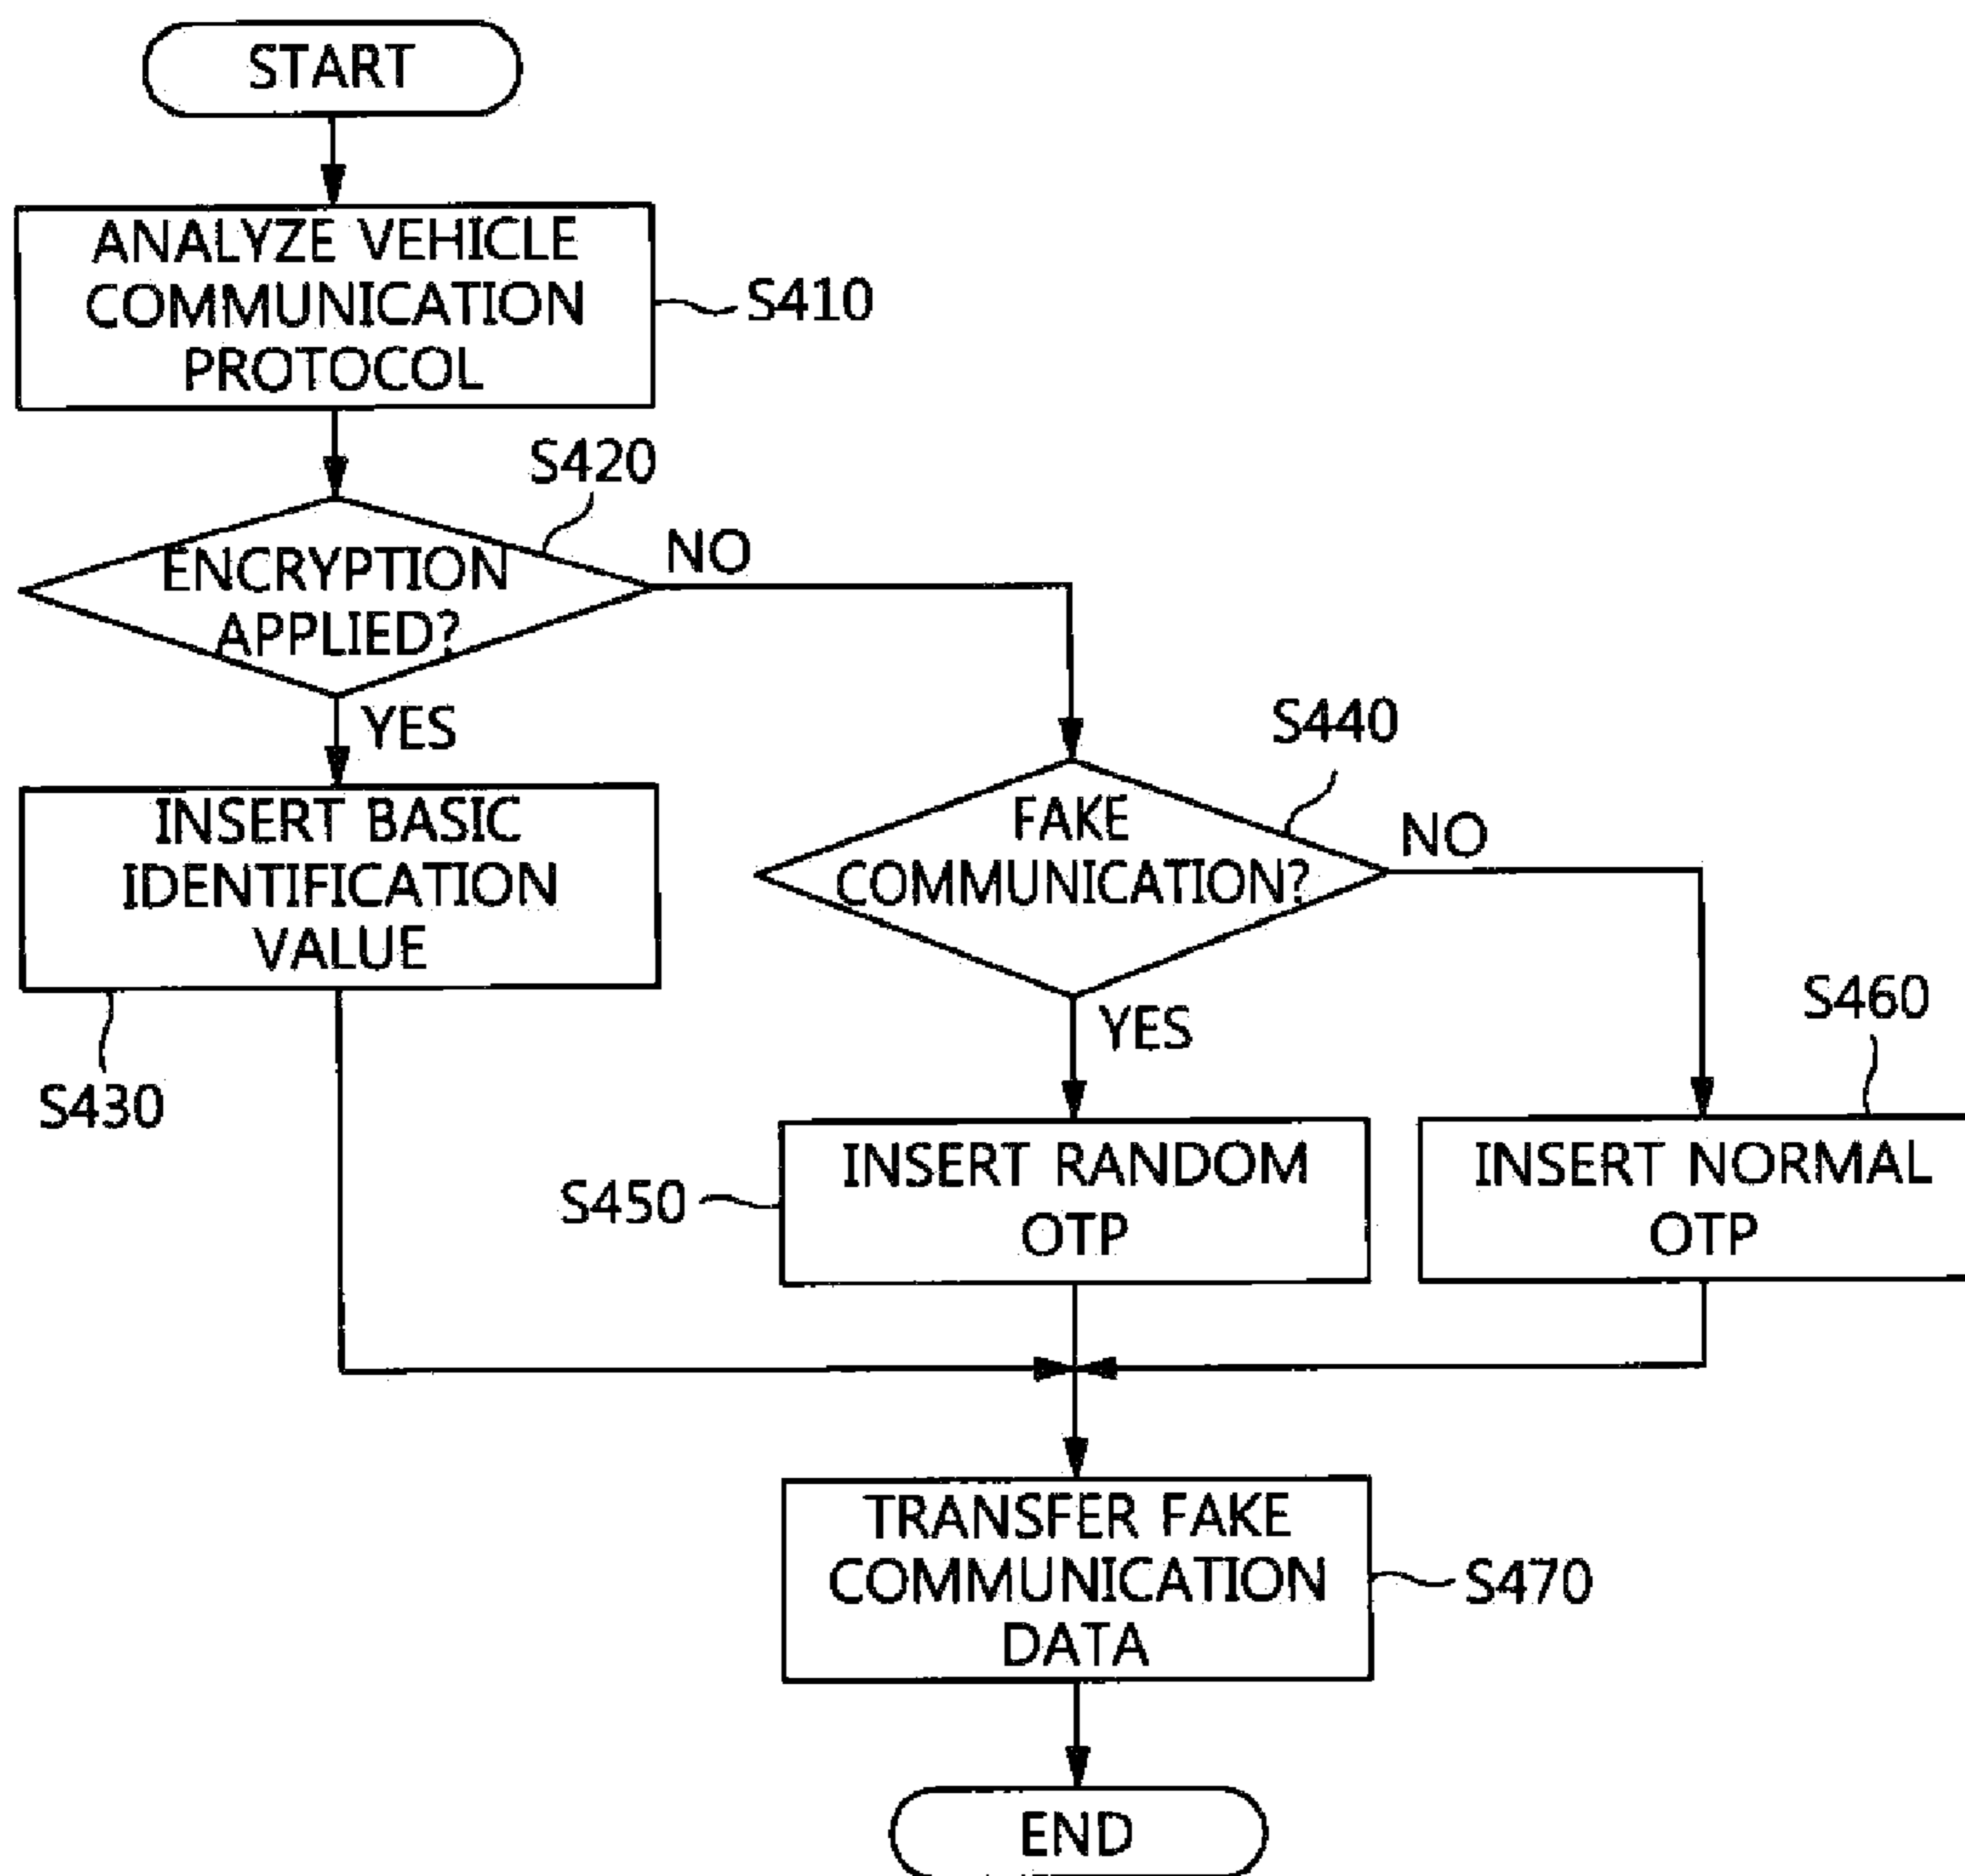 START
ANALYZE VEHICLE
COMMUNICATION
PROTOCOL
S410
S420
ENCRYPTION
APPLIED?
NO
YES
INSERT BASIC
IDENTIFICATION
VALUE
S430
S440
FAKE
COMMUNICATION?
NO
YES
S450
INSERT RANDOM
OTP
S460
INSERT NORMAL
OTP
TRANSFER FAKE
COMMUNICATION
DATA
S470
END